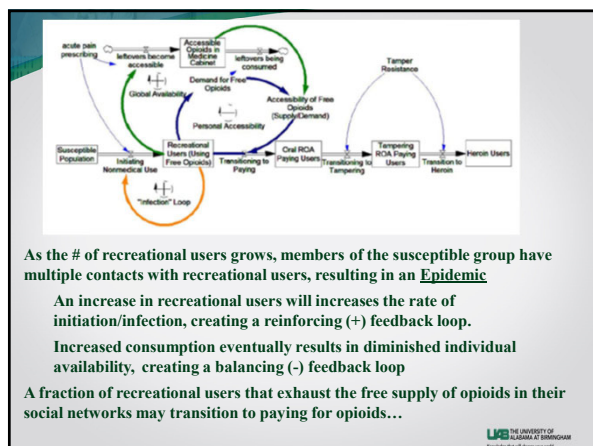 acute pain
prescribing
leftovers become
accessible
Accessible
Opioids in
Medicine
Cabinet
leftovers being
consumed
Global Availability
Demand for Free
Opioids
Personal Accessibility
Accessibility of Free
Opioids
(Supply/Demand)
Tamper
Resistance
Susceptible
Population
Initiating
Nonmedical Use
Recreational
Users (Using
Free Opioids)
Transitioning to
Paying
Oral ROA
Paying Users
Transitioning to
Tampering
Tampering
ROA Paying
Users
Transition to
Heroin
Heroin Users
"Infection" Loop
As the # of recreational users grows, members of the susceptible group have
multiple contacts with recreational users, resulting in an Epidemic
An increase in recreational users will increases the rate of
initiation/infection, creating a reinforcing (+) feedback loop.
Increased consumption eventually results in diminished individual
availability, creating a balancing (-) feedback loop
A fraction of recreational users that exhaust the free supply of opioids in their
social networks may transition to paying for opioids…
UAB THE UNIVERSITY OF
ALABAMA AT BIRMINGHAM